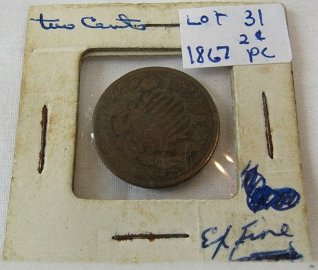 two Cents
LOT 31
2¢
1867 pc
Ex Fine